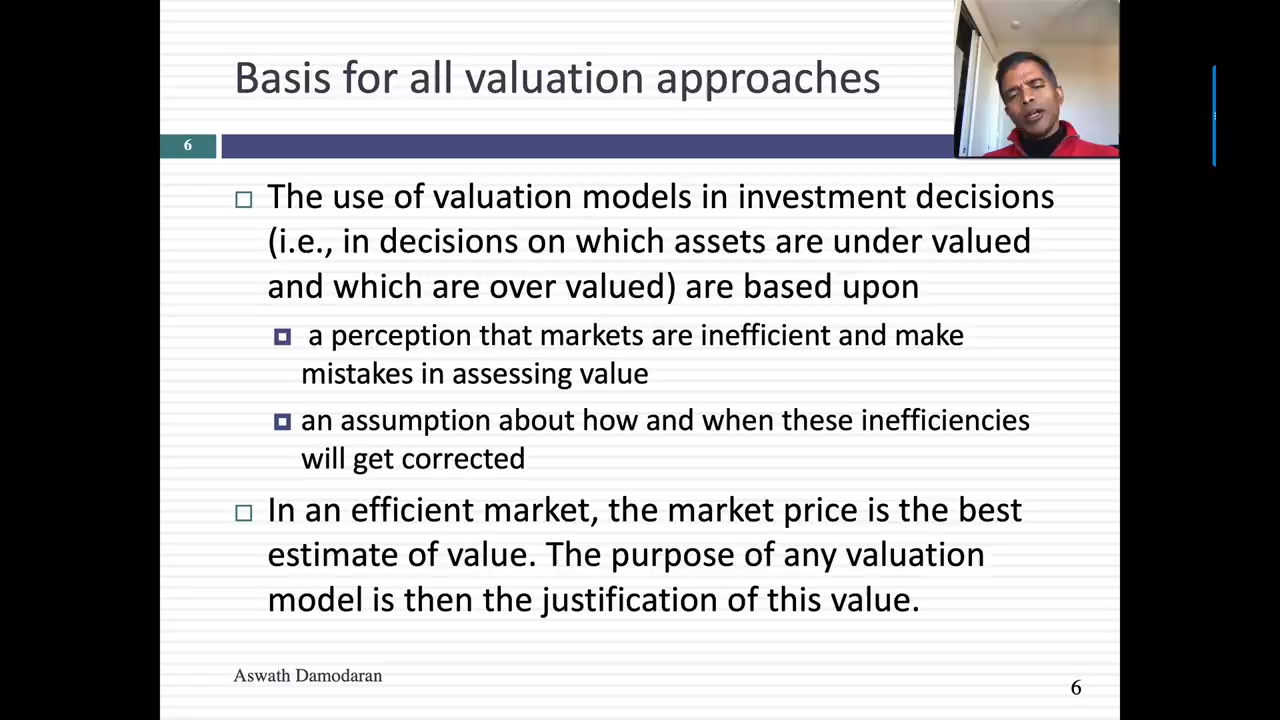 Basis for all valuation approaches
6
The use of valuation models in investment decisions
(i.e., in decisions on which assets are under valued
and which are over valued) are based upon
a perception that markets are inefficient and make
mistakes in assessing value
an assumption about how and when these inefficiencies
will get corrected
In an efficient market, the market price is the best
estimate of value. The purpose of any valuation
model is then the justification of this value.
Aswath Damodaran
6